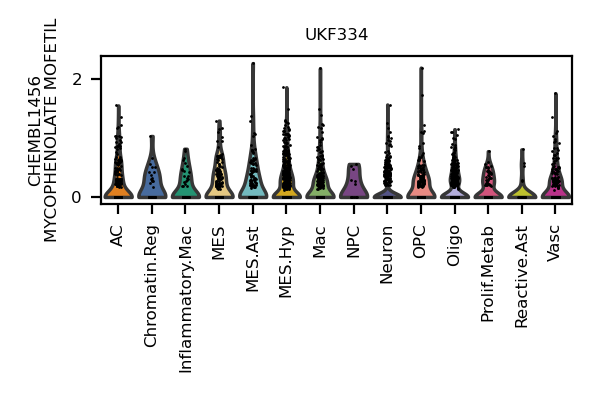 UKF334
CHEMBL1456
MYCOPHENOLATE MOFETIL
2
0
AC
Chromatin.Reg
Inflammatory.Mac
MES
MES.Ast
MES.Hyp
Mac
NPC
Neuron
OPC
Oligo
Prolif.Metab
Reactive.Ast
Vasc